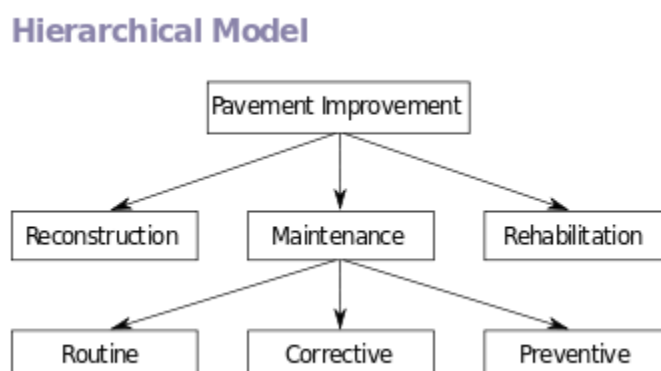 Hierarchical Model
Pavement Improvement
Reconstruction Maintenance Rehabilitation
Routine Corrective Preventive